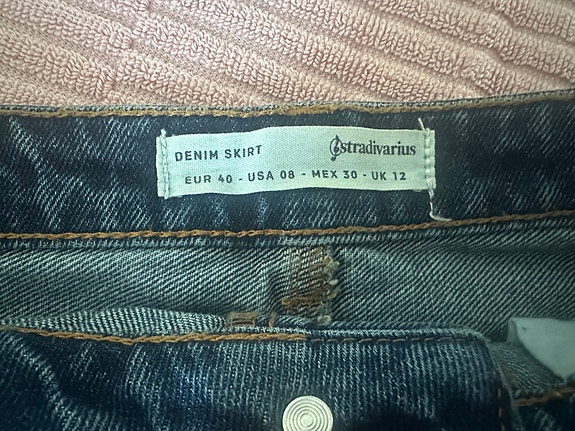 DENIM SKIRT stradivarius
EUR 40 - USA 08 - MEX 30 - UK 12